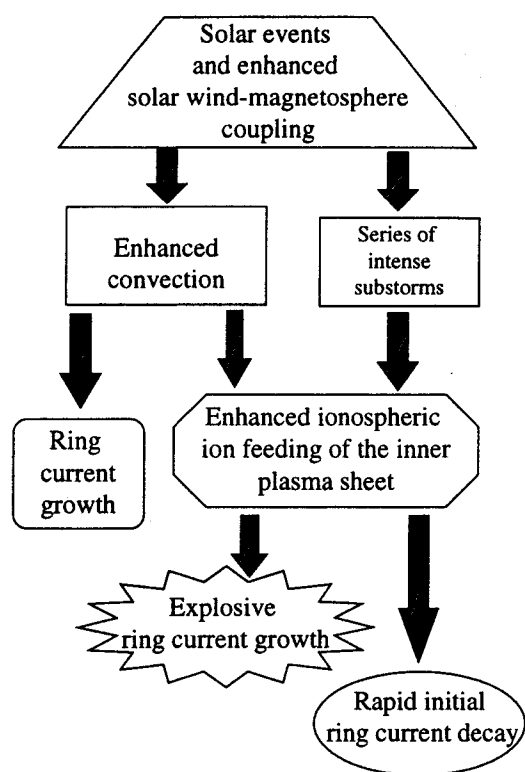 Solar events
and enhanced
solar wind-magnetosphere
coupling
Enhanced
convection
Series of
intense
substorms
Ring
current
growth
Enhanced ionospheric
ion feeding of the inner
plasma sheet
Explosive
ring current growth
Rapid initial
ring current decay